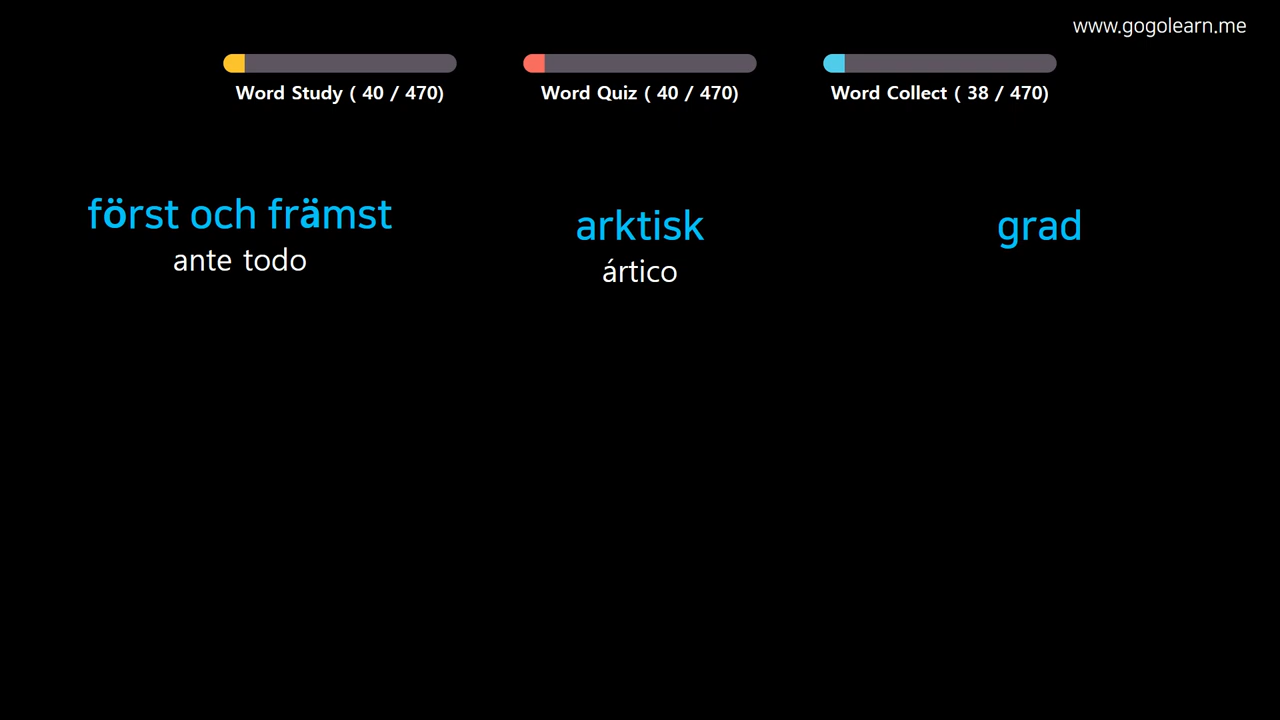 www.gogolearn.me
Word Study ( 40 / 470)
Word Quiz ( 40 / 470)
Word Collect ( 38 / 470)
först och främst
ante todo
arktisk
ártico
grad